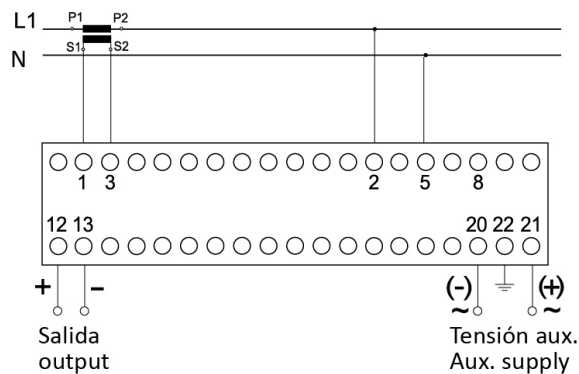 L1 P1 P2
S1 S2
N
1 3 2 5 8
12 13 20 22 21
+ - (-) (+)
~ ~
Salida Tensión aux.
output Aux. supply